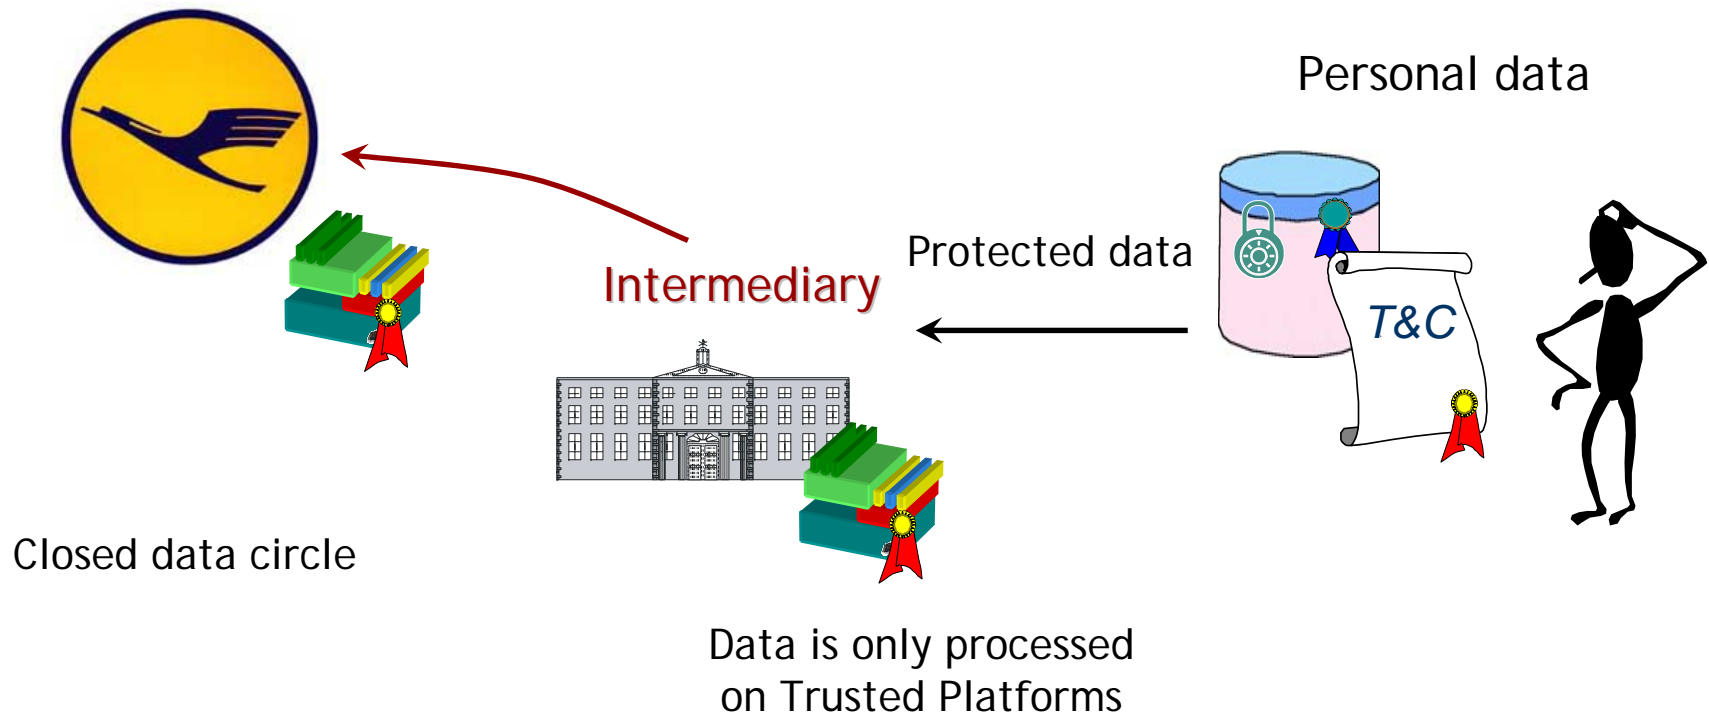 Personal data
Protected data
Intermediary
T&C
Closed data circle
Data is only processed
on Trusted Platforms